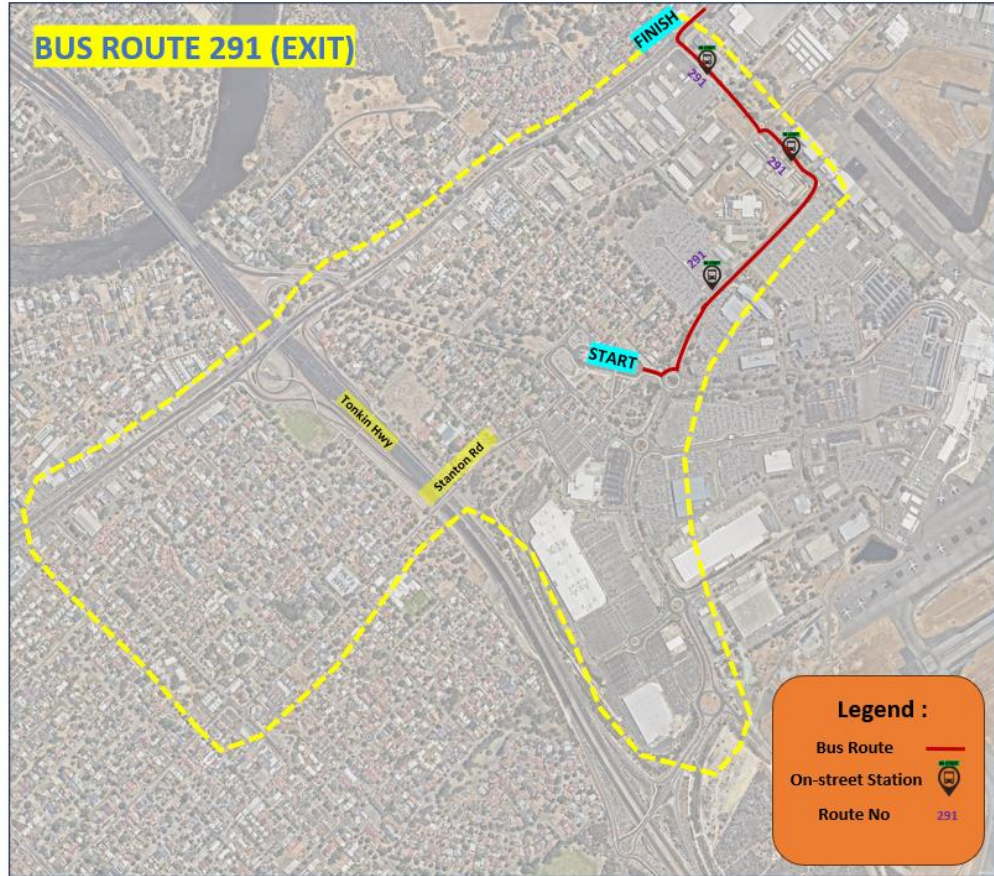 BUS ROUTE 291 (EXIT)
FINISH
291
291
291
START
Tonkin Hwy
Stanton Rd
Legend :
Bus Route
On-street Station
Route No 291